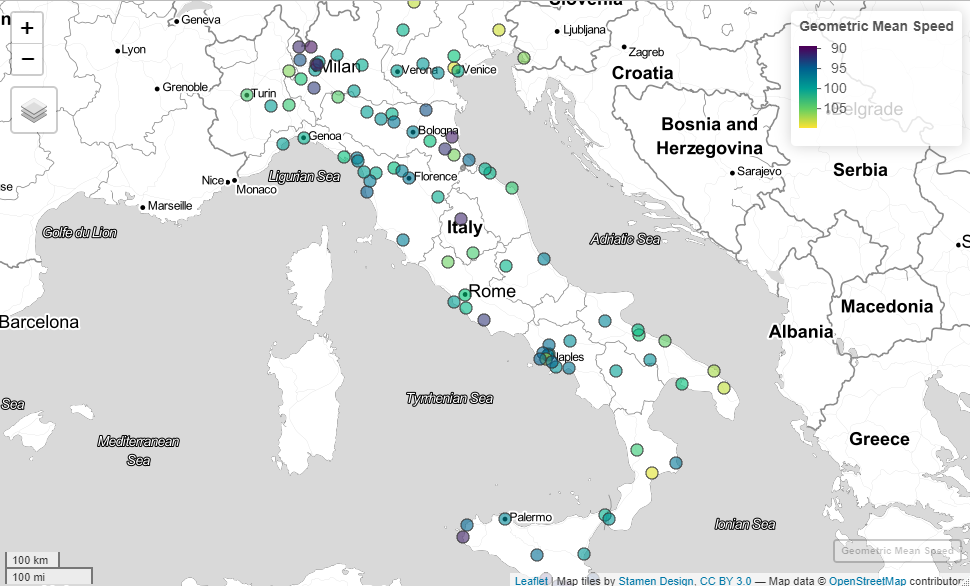 Slovenia
Geneva
+
−
Lyon
Ljubljana
Geometric Mean Speed
90
95
100
105
Zagreb
Croatia
Milan
Verona
Venice
Grenoble
Turin
Belgrade
Bosnia and
Herzegovina
Bologna
Genoa
Serbia
Sarajevo
Nice
Monaco
Ligurian Sea
Florence
Marseille
Golfe du Lion
Italy
Adriatic Sea
Rome
Macedonia
Barcelona
Albania
Naples
Tyrrhenian Sea
Sea
Mediterranean
Sea
Greece
Palermo
Ionian Sea
Geometric Mean Speed
100 km
100 mi
Leaflet | Map tiles by Stamen Design, CC BY 3.0 — Map data © OpenStreetMap contributors